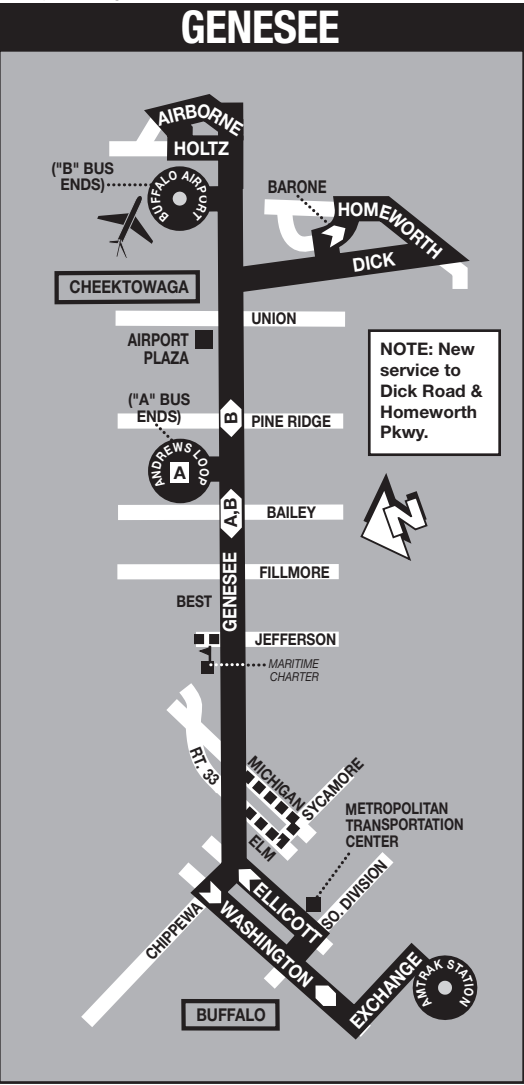 GENESEE
AIRBORNE
HOLTZ
("B" BUS
ENDS)
BUFFALO AIRPORT
BARONE
HOMEWORTH
DICK
CHEEKTOWAGA
UNION
AIRPORT
PLAZA
NOTE: New
service to
Dick Road &
Homeworth
Pkwy.
("A" BUS
ENDS)
B
PINE RIDGE
ANDREWS LOOP
A
A,B
BAILEY
N
GENESEE
FILLMORE
BEST
JEFFERSON
MARITIME
CHARTER
RT. 33
MICHIGAN
SYCAMORE
ELM
METROPOLITAN
TRANSPORTATION
CENTER
ELLICOTT
SO. DIVISION
CHIPPEWA
WASHINGTON
EXCHANGE
AMTRAK STATION
BUFFALO